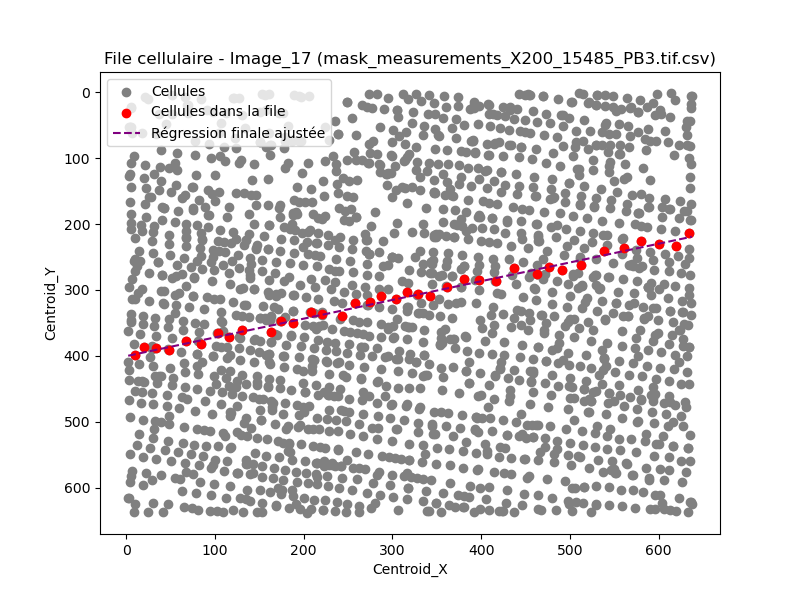 File cellulaire - Image_17 (mask_measurements_X200_15485_PB3.tif.csv)
Cellules
Cellules dans la file
Régression finale ajustée
Centroid_Y
0
100
200
300
400
500
600
0 100 200 300 400 500 600
Centroid_X